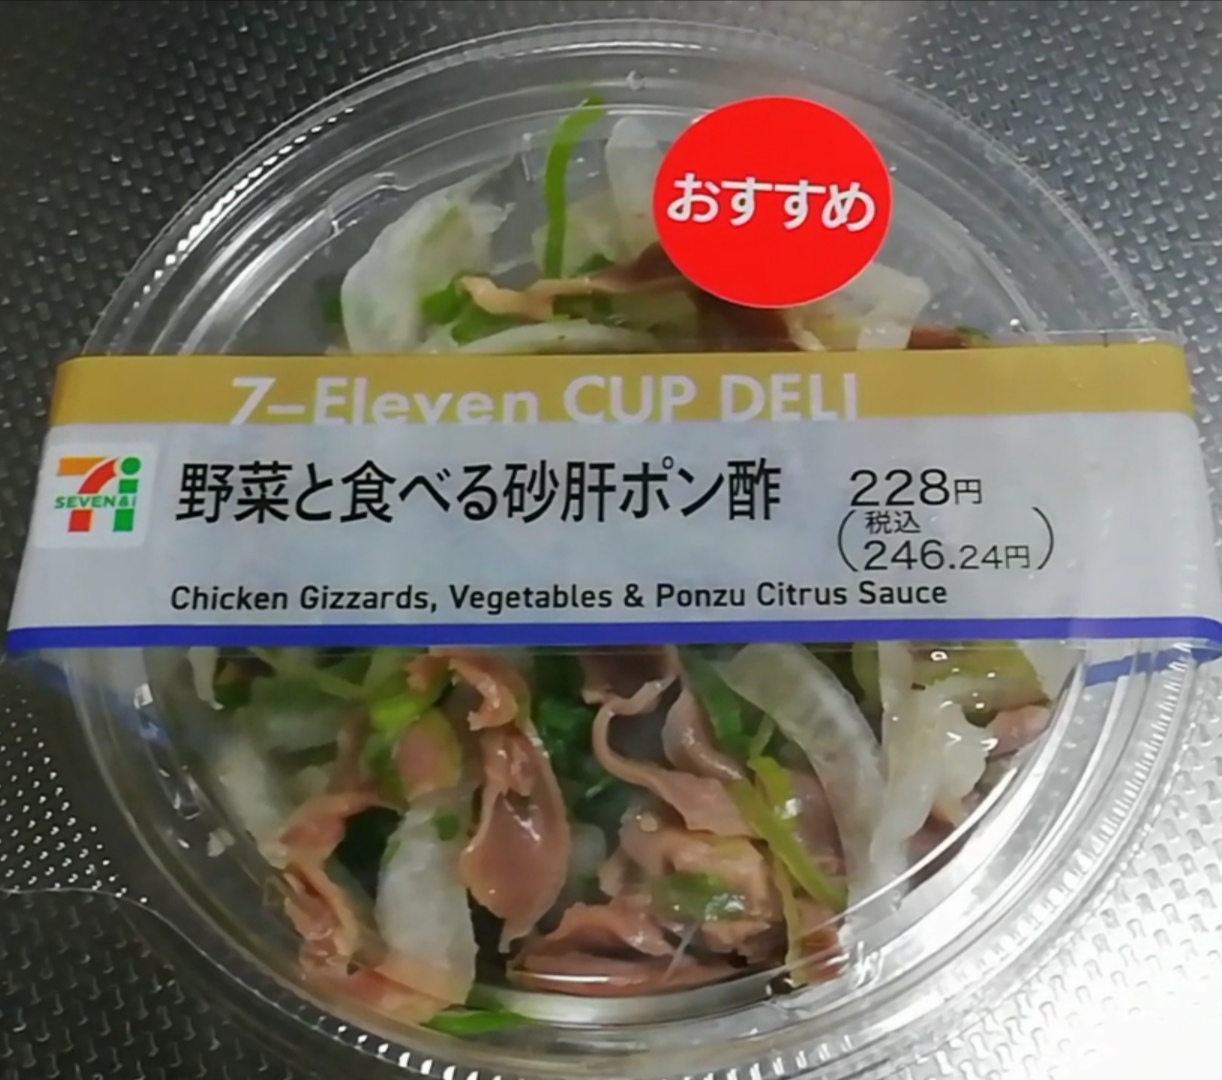 おすすめ
7-Eleven CUP DELI
SEVEN&i
野菜と食べる砂肝ポン酢
228円
(税込
246.24円)
Chicken Gizzards, Vegetables & Ponzu Citrus Sauce